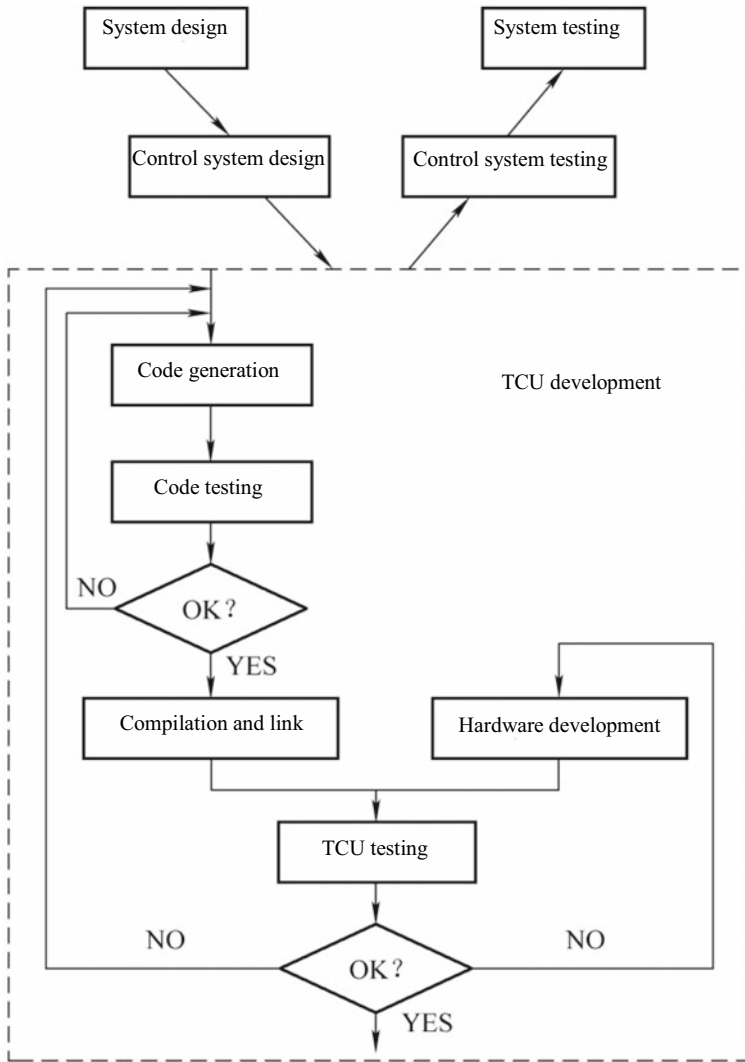 System design
System testing
Control system design
Control system testing
Code generation
TCU development
Code testing
NO
OK?
YES
Compilation and link
Hardware development
TCU testing
NO
NO
OK?
YES